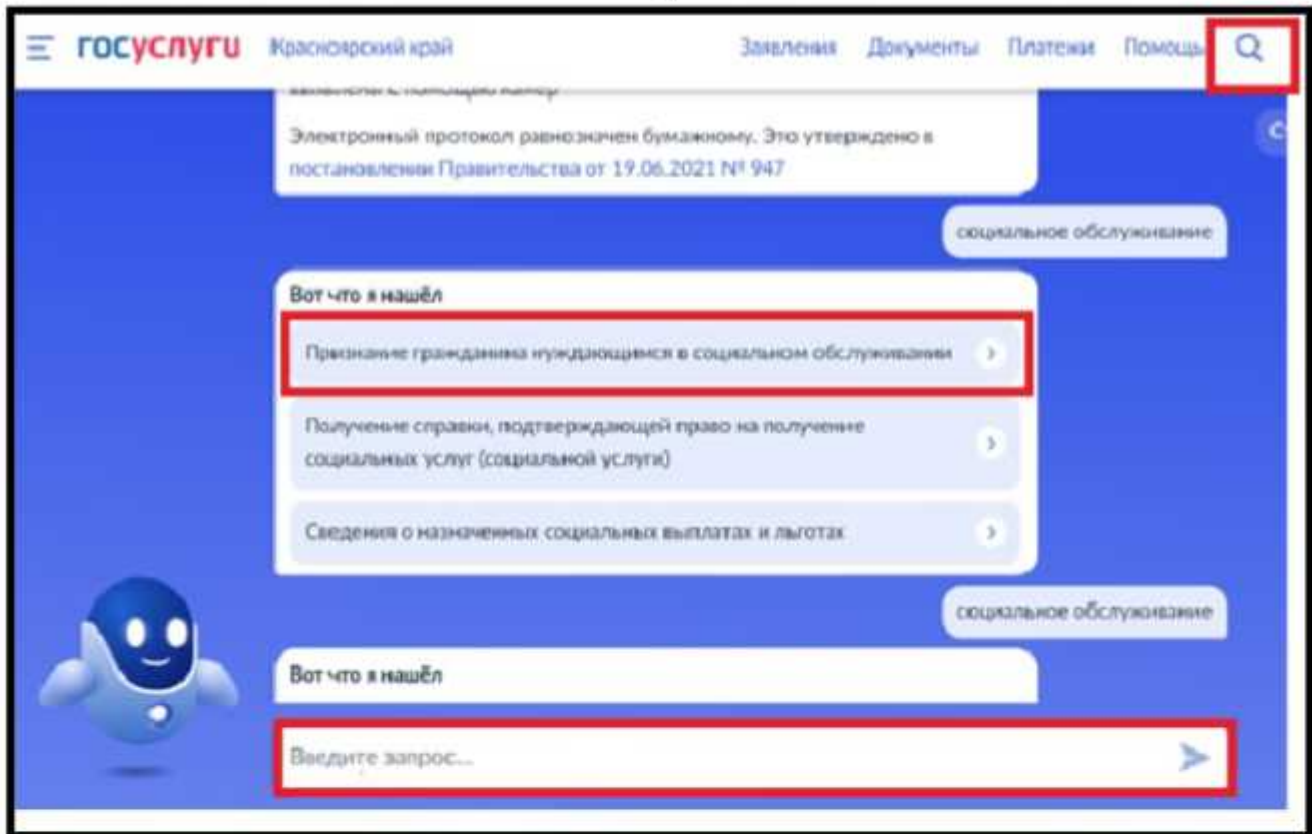 госуслуги Красноярский край Заявления Документы Платежи Помощь
Электронный протокол равнозначен бумажному. Это утверждено в
постановлении Правительства от 19.06.2021 № 947
социальное обслуживание
Вот что я нашёл
Признание гражданина нуждающимся в социальном обслуживании
Получение справки, подтверждающей право на получение
социальных услуг (социальной услуги)
Сведения о назначенных социальных выплатах и льготах
социальное обслуживание
Вот что я нашёл
Введите запрос...